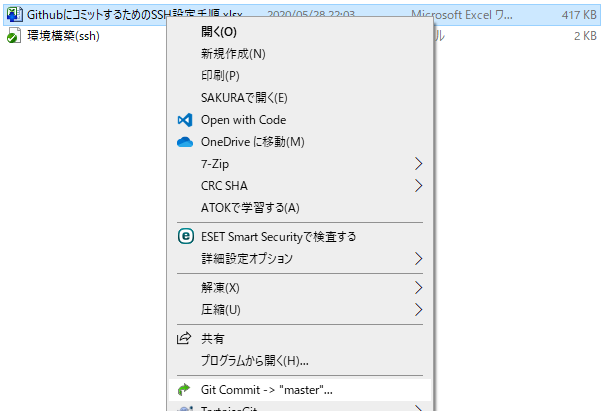 GithubにコミットするためのSSH設定手順.xlsx 2020/05/28 22:03 Microsoft Excel ワ... 417 KB
環境構築(ssh) ル 2 KB
開く(O)
新規作成(N)
印刷(P)
SAKURAで開く(E)
Open with Code
OneDrive に移動(M)
7-Zip
CRC SHA
ATOKで学習する(A)
ESET Smart Securityで検査する
詳細設定オプション
解凍(X)
圧縮(U)
共有
プログラムから開く(H)...
Git Commit -> "master"...
TortoiseGit